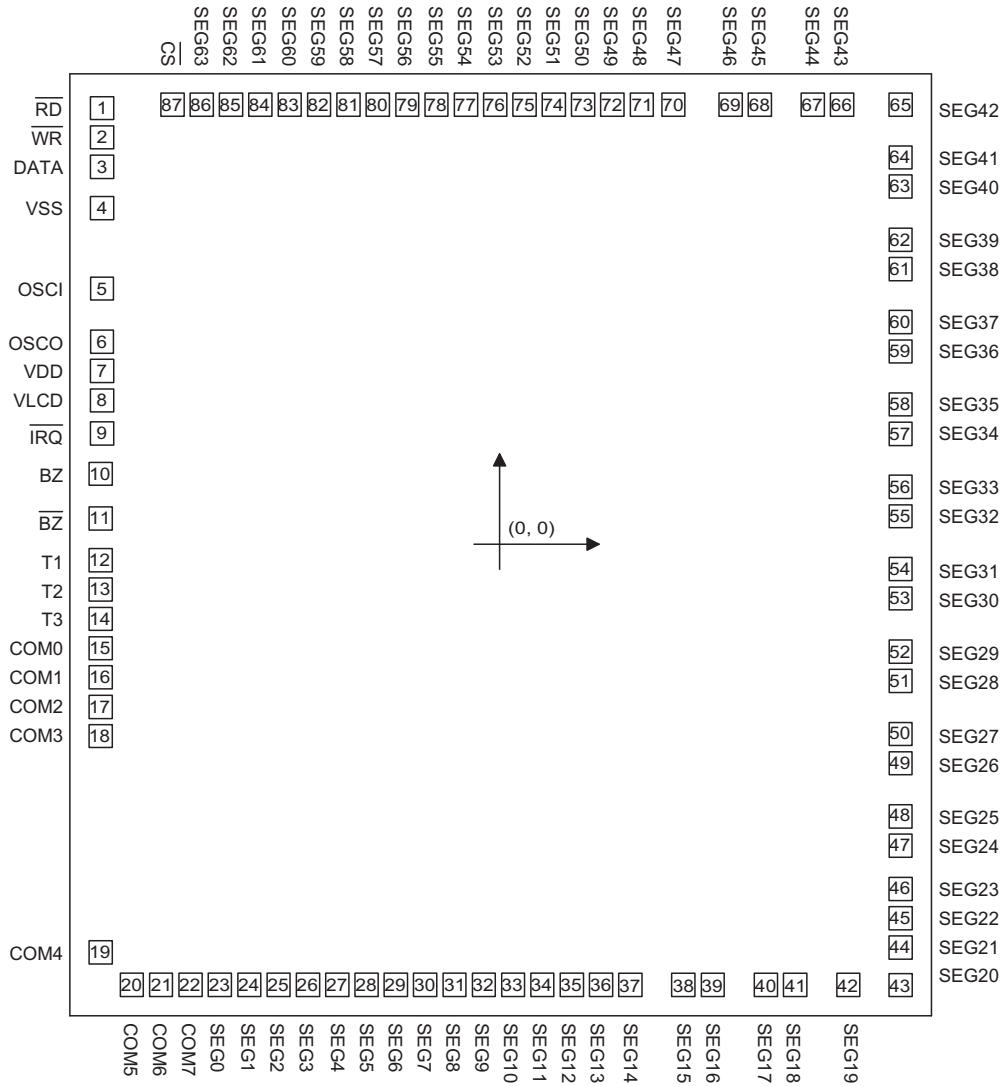 C̅S̅ SEG63 SEG62 SEG61 SEG60 SEG59 SEG58 SEG57 SEG56 SEG55 SEG54 SEG53 SEG52 SEG51 SEG50 SEG49 SEG48 SEG47 SEG46 SEG45 SEG44 SEG43
87 86 85 84 83 82 81 80 79 78 77 76 75 74 73 72 71 70 69 68 67 66 65 SEG42
R̅D̅ 1
W̅R̅ 2
DATA 3
VSS 4
OSCI 5
OSCO 6
VDD 7
VLCD 8
I̅R̅Q̅ 9
BZ 10
B̅Z̅ 11
T1 12
T2 13
T3 14
COM0 15
COM1 16
COM2 17
COM3 18
COM4 19
(0, 0)
64 SEG41
63 SEG40
62 SEG39
61 SEG38
60 SEG37
59 SEG36
58 SEG35
57 SEG34
56 SEG33
55 SEG32
54 SEG31
53 SEG30
52 SEG29
51 SEG28
50 SEG27
49 SEG26
48 SEG25
47 SEG24
46 SEG23
45 SEG22
44 SEG21
20 21 22 23 24 25 26 27 28 29 30 31 32 33 34 35 36 37 38 39 40 41 42 43 SEG20
COM5 COM6 COM7 SEG0 SEG1 SEG2 SEG3 SEG4 SEG5 SEG6 SEG7 SEG8 SEG9 SEG10 SEG11 SEG12 SEG13 SEG14 SEG15 SEG16 SEG17 SEG18 SEG19